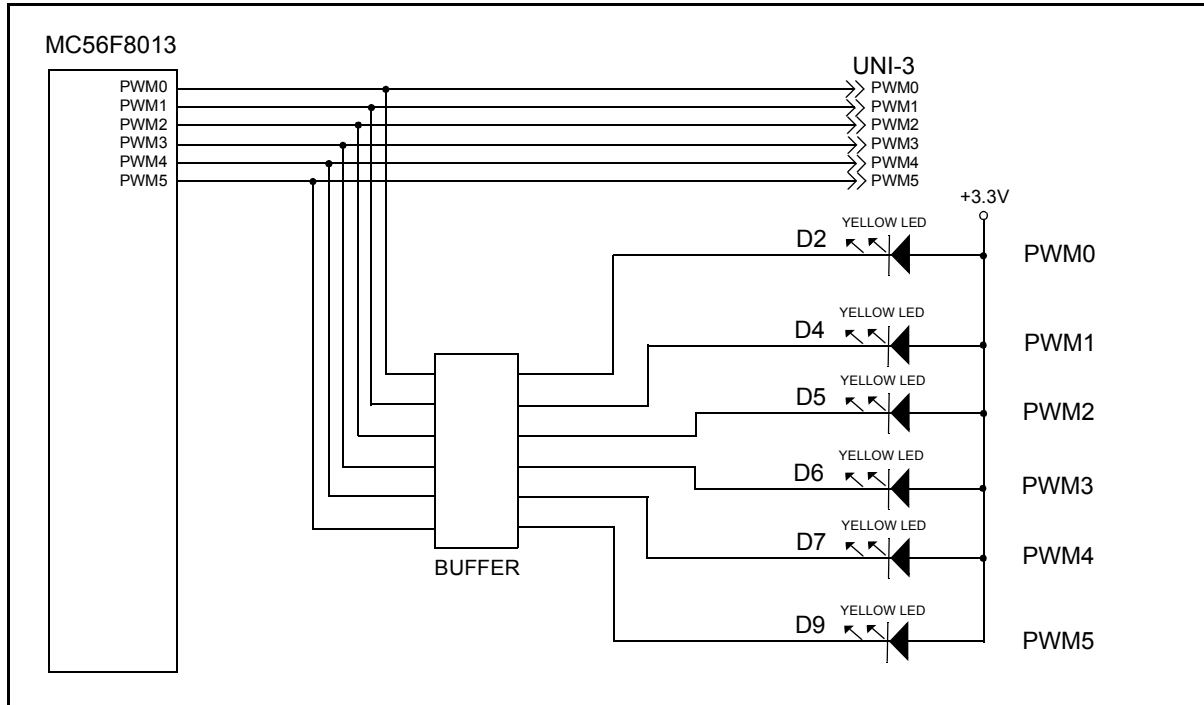 MC56F8013
UNI-3
PWM0
PWM1
PWM2
PWM3
PWM4
PWM5
PWM0
PWM1
PWM2
PWM3
PWM4
PWM5
+3.3V
YELLOW LED
D2
PWM0
YELLOW LED
D4
PWM1
YELLOW LED
D5
PWM2
YELLOW LED
D6
PWM3
YELLOW LED
D7
PWM4
YELLOW LED
D9
PWM5
BUFFER